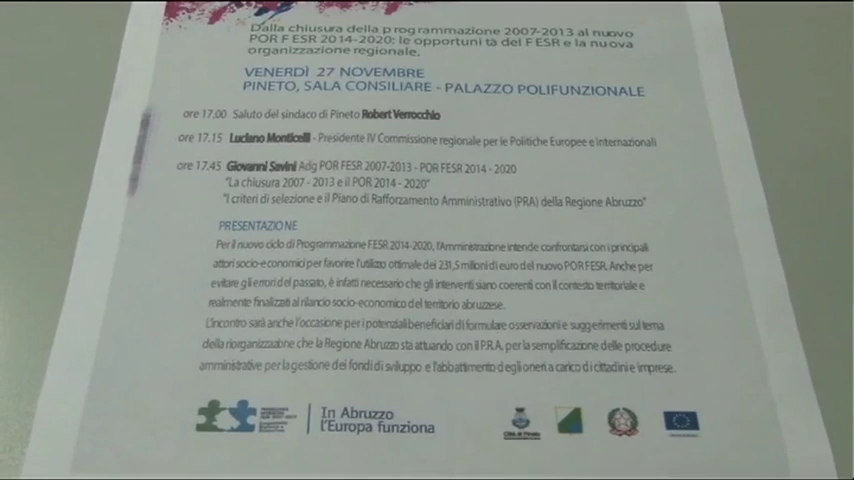 Dalla chiusura della programmazione 2007-2013 al nuovo
POR FESR 2014-2020: le opportunità del FESR e la nuova
organizzazione regionale.
VENERDÌ 27 NOVEMBRE
PINETO, SALA CONSILIARE - PALAZZO POLIFUNZIONALE
ore 17.00 Saluto del sindaco di Pineto Robert Verrocchio
ore 17.15 Luciano Monticelli - Presidente IV Commissione regionale per le Politiche Europee e Internazionali
ore 17.45 Giovanni Savini Adg POR FESR 2007-2013 - POR FESR 2014 - 2020
"La chiusura 2007 - 2013 e il POR 2014 - 2020"
"I criteri di selezione e il Piano di Rafforzamento Amministrativo (PRA) della Regione Abruzzo"
PRESENTAZIONE
Per il nuovo ciclo di Programmazione FESR 2014-2020, l'Amministrazione intende confrontarsi con i principali
attori socio-economici per favorire l'utilizzo ottimale dei 231,5 milioni di euro del nuovo POR FESR. Anche per
evitare gli errori del passato, è infatti necessario che gli interventi siano coerenti con il contesto territoriale e
realmente finalizzati al rilancio socio-economico del territorio abruzzese.
L'incontro sarà anche l'occasione per i potenziali beneficiari di formulare osservazioni e suggerimenti sul tema
della riorganizzazione che la Regione Abruzzo sta attuando con il P.R.A. per la semplificazione delle procedure
amministrative per la gestione dei fondi di sviluppo e l'abbattimento degli oneri a carico di cittadini e imprese.
In Abruzzo
l'Europa funziona
Città di Pineto